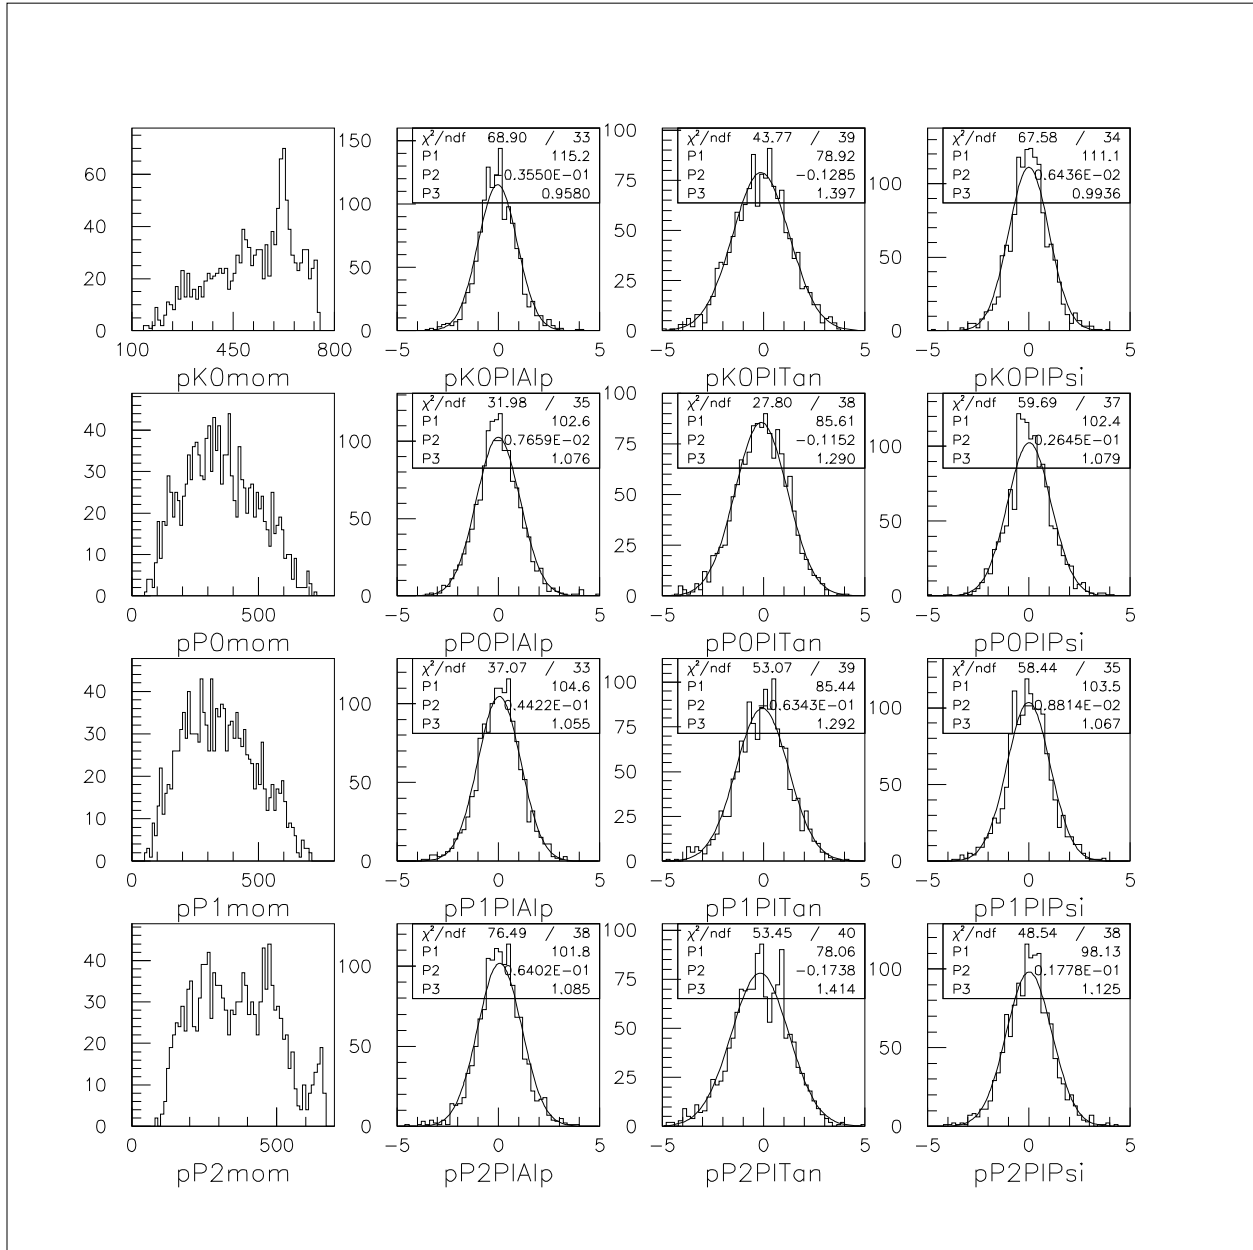 χ²/ndf 68.90 / 33
P1 115.2
P2 0.3550E-01
P3 0.9580
χ²/ndf 43.77 / 39
P1 78.92
P2 -0.1285
P3 1.397
χ²/ndf 67.58 / 34
P1 111.1
P2 0.6436E-02
P3 0.9936
0 20 40 60
100 450 800
pK0mom
0 50 100 150
-5 0 5
pK0PlAlp
0 25 50 75 100
-5 0 5
pK0PlTan
0 50 100
-5 0 5
pK0PlPsi
χ²/ndf 31.98 / 35
P1 102.6
P2 0.7659E-02
P3 1.076
χ²/ndf 27.80 / 38
P1 85.61
P2 -0.1152
P3 1.290
χ²/ndf 59.69 / 37
P1 102.4
P2 0.2645E-01
P3 1.079
0 10 20 30 40
0 500
pP0mom
0 50 100
-5 0 5
pP0PlAlp
0 25 50 75 100
-5 0 5
pP0PlTan
0 50 100
-5 0 5
pP0PlPsi
χ²/ndf 37.07 / 33
P1 104.6
P2 0.4422E-01
P3 1.055
χ²/ndf 53.07 / 39
P1 85.44
P2 0.6343E-01
P3 1.292
χ²/ndf 58.44 / 35
P1 103.5
P2 0.8814E-02
P3 1.067
0 10 20 30 40
0 500
pP1mom
0 50 100
-5 0 5
pP1PlAlp
0 25 50 75 100
-5 0 5
pP1PlTan
0 50 100
-5 0 5
pP1PlPsi
χ²/ndf 76.49 / 38
P1 101.8
P2 0.6402E-01
P3 1.085
χ²/ndf 53.45 / 40
P1 78.06
P2 -0.1738
P3 1.414
χ²/ndf 48.54 / 38
P1 98.13
P2 0.1778E-01
P3 1.125
0 10 20 30 40
0 500
pP2mom
0 50 100
-5 0 5
pP2PlAlp
0 25 50 75 100
-5 0 5
pP2PlTan
0 50 100
-5 0 5
pP2PlPsi